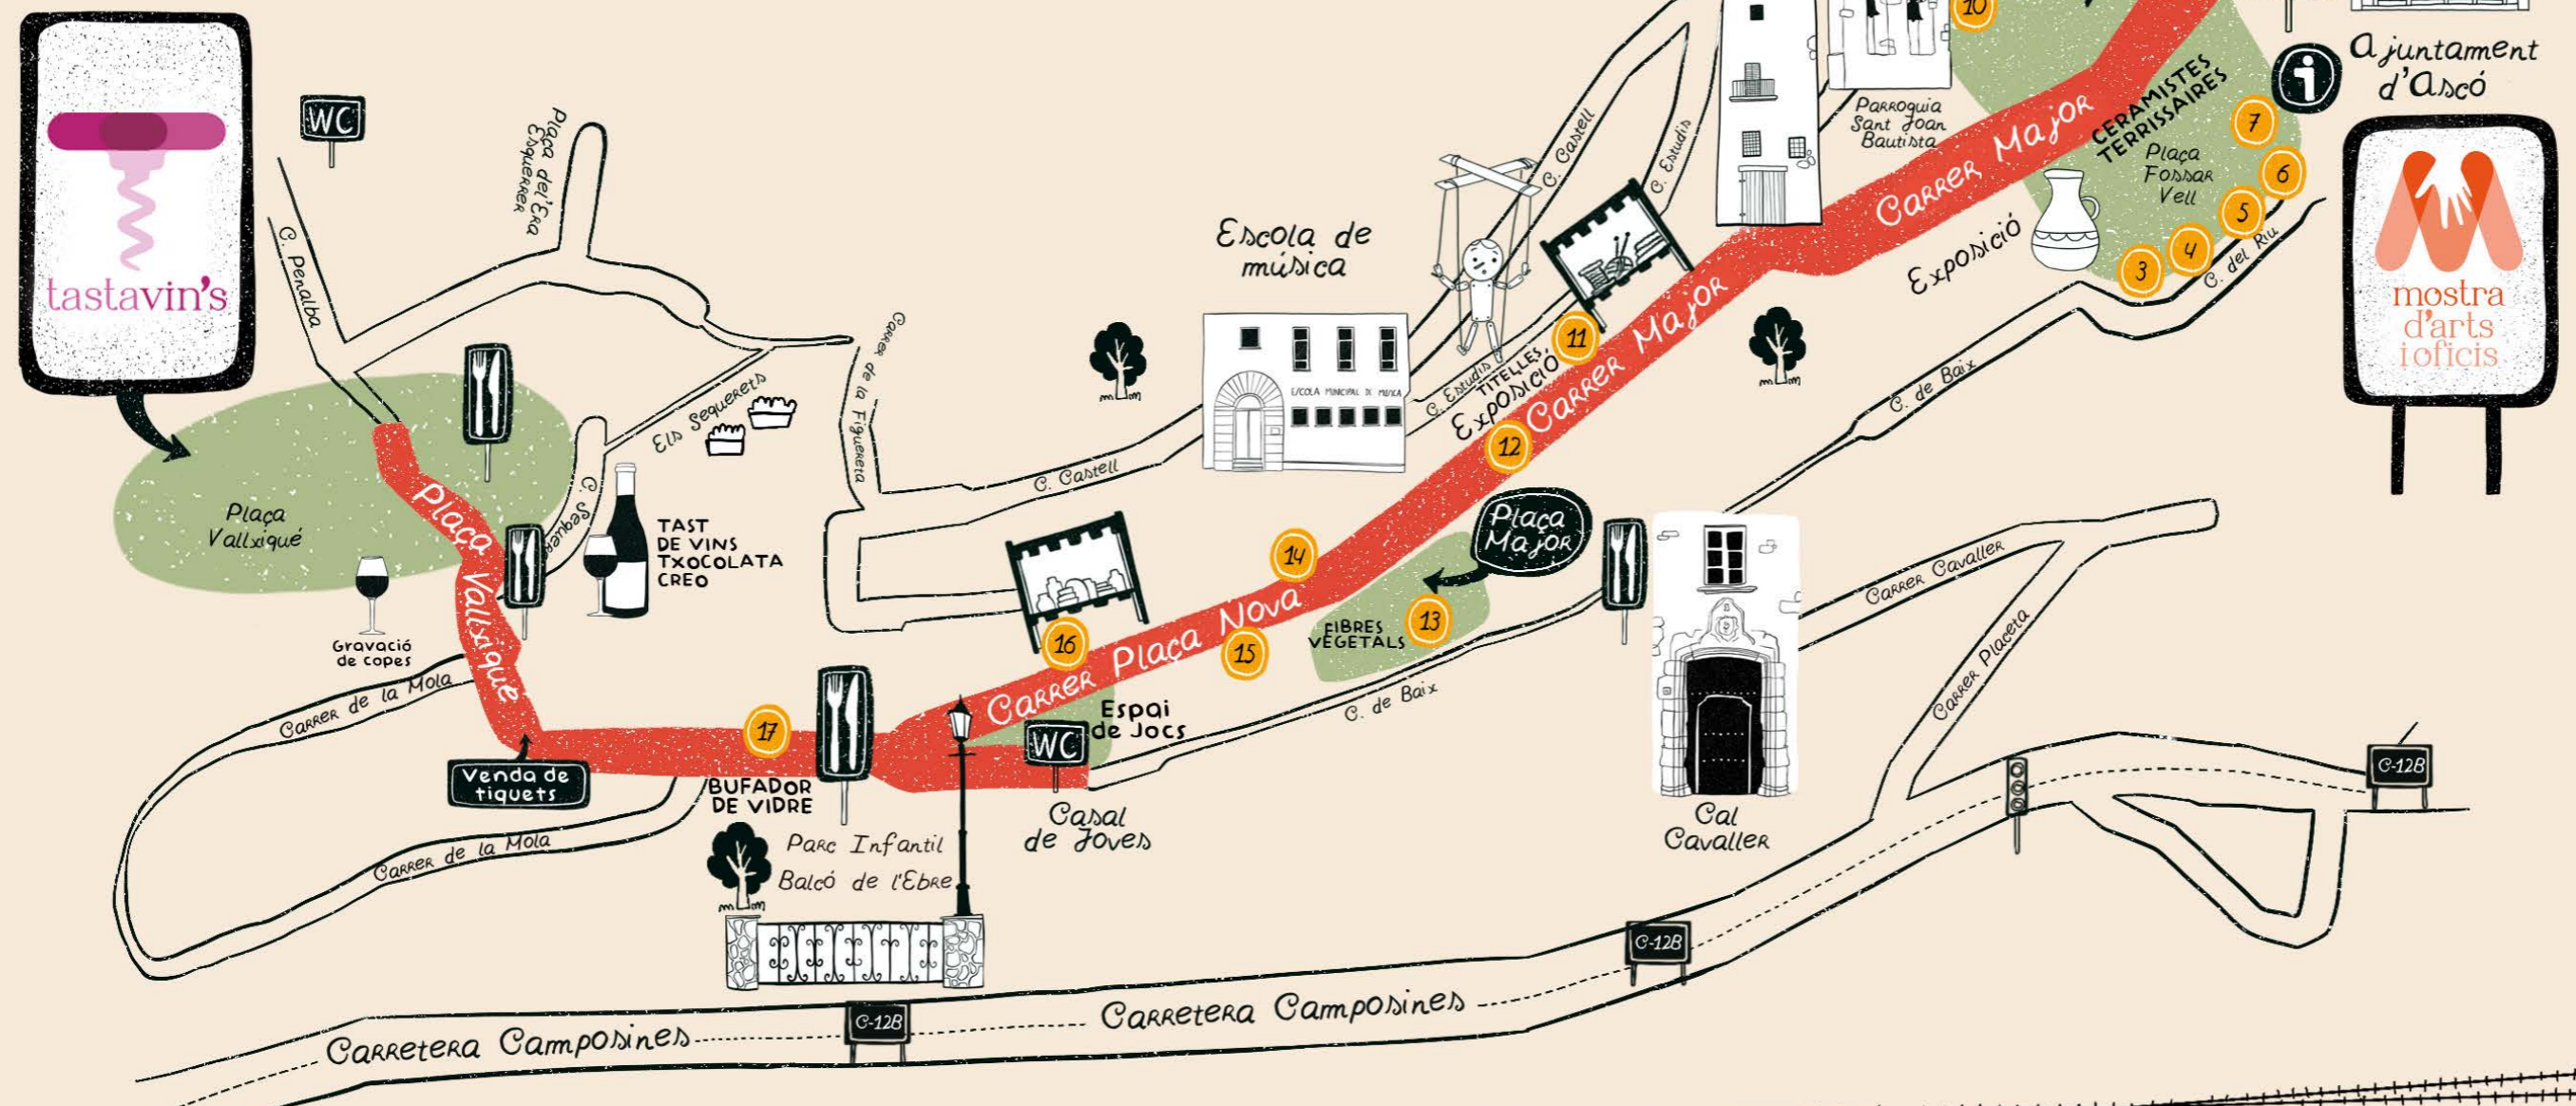 tastavin's
WC
C. Penalba
Plaça de l'Era
Esquerrer
Plaça
Vallxiqué
Plaça Vallxiqué
Gravació
de copes
Els Sequerets
TAST
DE VINS
TXOCOLATA
CREO
Carrer de la Figuereta
Carrer de la Mola
Carrer de la Mola
Venda de
tiquets
17
BUFADOR
DE VIDRE
Parc Infantil
Balcó de l'Ebre
Carrer Plaça Nova
16
15
14
Espai
de Jocs
WC
Casal
de Joves
C. Castell
Escola de
música
ESCOLA MUNICIPAL DE MÚSICA
C. Castell
C. Estudis
C. Estudis
TITELLES,
Exposició
11
12
Carrer Major
Plaça
Major
FIBRES
VEGETALS
13
C. de Baix
C. de Baix
Cal
Cavaller
Carrer Cavaller
Carrer Placeta
Parroquia
Sant Joan
Bautista
10
Carrer Major
CERAMISTES
TERRISSAIRES
Plaça
Fossar
Vell
Exposició
3
4
5
6
7
C. del Riu
i
Ajuntament
d'Ascó
mostra
d'arts
i oficis
C-12B
C-12B
C-12B
Carretera Camposines
Carretera Camposines